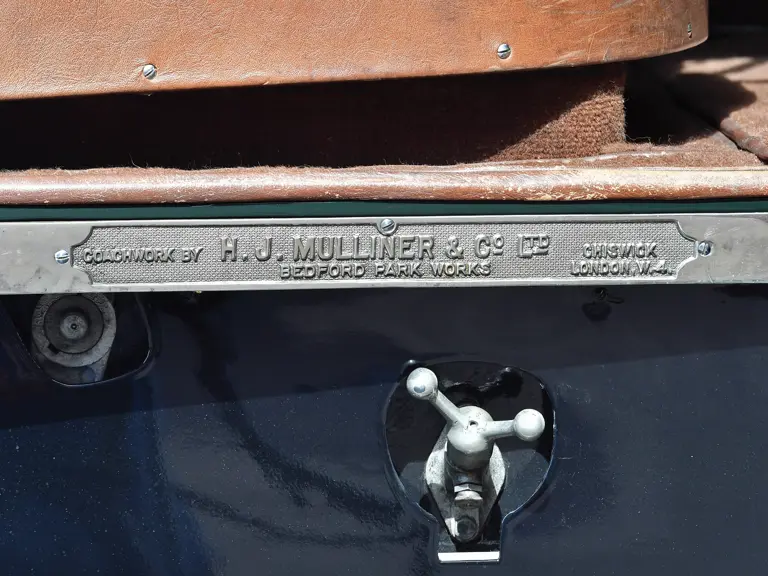 COACHWORK BY H. J. MULLINER & Co LTD CHISWICK
BEDFORD PARK WORKS LONDON, W.4.